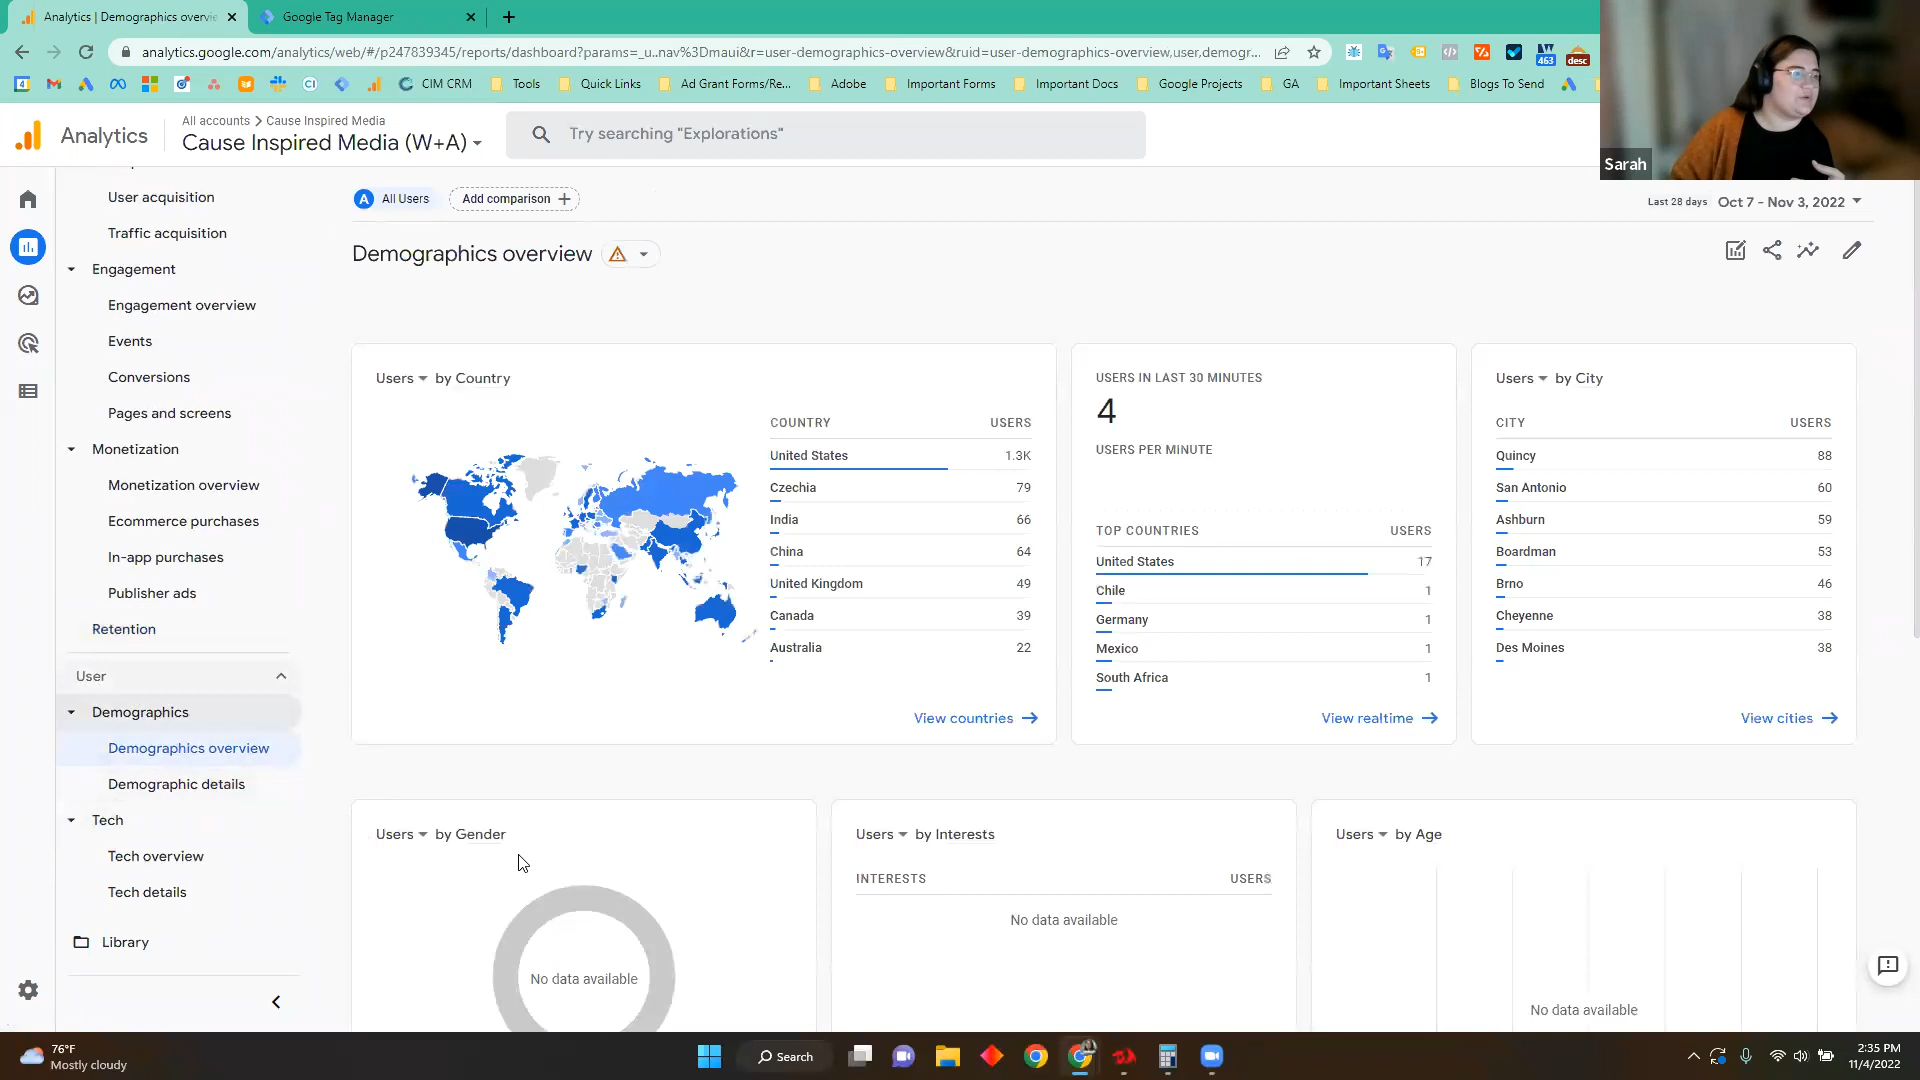 Analytics | Demographics overvie
Google Tag Manager
analytics.google.com/analytics/web/#/p247839345/reports/dashboard?params=_u..nav%3Dmaui&r=user-demographics-overview&ruid=user-demographics-overview,user,demogr...
463
desc
CIM CRM
Tools
Quick Links
Ad Grant Forms/Re...
Adobe
Important Forms
Important Docs
Google Projects
GA
Important Sheets
Blogs To Send
Analytics
All accounts > Cause Inspired Media
Cause Inspired Media (W+A)
Try searching "Explorations"
Sarah
User acquisition
Traffic acquisition
Engagement
Engagement overview
Events
Conversions
Pages and screens
Monetization
Monetization overview
Ecommerce purchases
In-app purchases
Publisher ads
Retention
User
Demographics
Demographics overview
Demographic details
Tech
Tech overview
Tech details
Library
A All Users
Add comparison +
Last 28 days Oct 7 - Nov 3, 2022
Demographics overview
Users by Country
COUNTRY USERS
United States 1.3K
Czechia 79
India 66
China 64
United Kingdom 49
Canada 39
Australia 22
View countries
USERS IN LAST 30 MINUTES
4
USERS PER MINUTE
TOP COUNTRIES USERS
United States 17
Chile 1
Germany 1
Mexico 1
South Africa 1
View realtime
Users by City
CITY USERS
Quincy 88
San Antonio 60
Ashburn 59
Boardman 53
Brno 46
Cheyenne 38
Des Moines 38
View cities
Users by Gender
No data available
Users by Interests
INTERESTS USERS
No data available
Users by Age
No data available
76°F
Mostly cloudy
Search
2:35 PM
11/4/2022